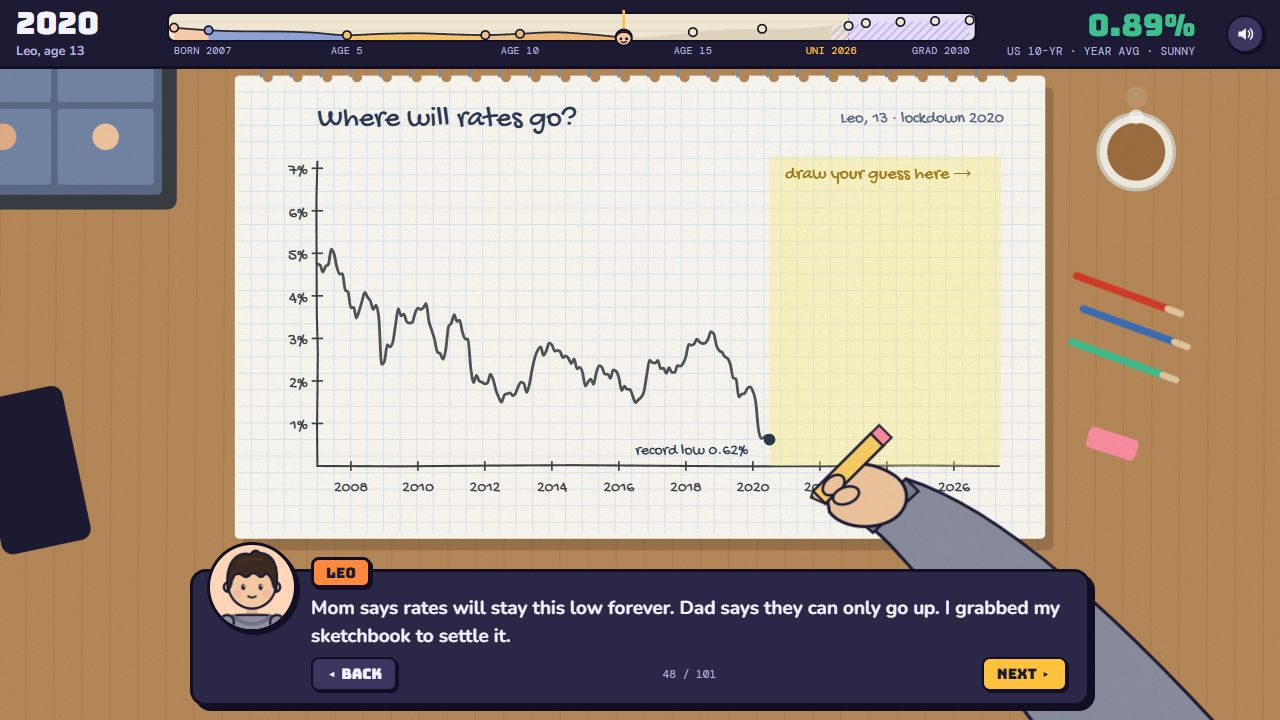 2020
Leo, age 13
BORN 2007
AGE 5
AGE 10
AGE 15
UNI 2026
GRAD 2030
0.89%
US 10-YR · YEAR AVG · SUNNY
Where will rates go?
Leo, 13 · lockdown 2020
draw your guess here →
7%
6%
5%
4%
3%
2%
1%
record low 0.62%
2008
2010
2012
2014
2016
2018
2020
2026
LEO
Mom says rates will stay this low forever. Dad says they can only go up. I grabbed my
sketchbook to settle it.
◂ BACK
48 / 101
NEXT ▸